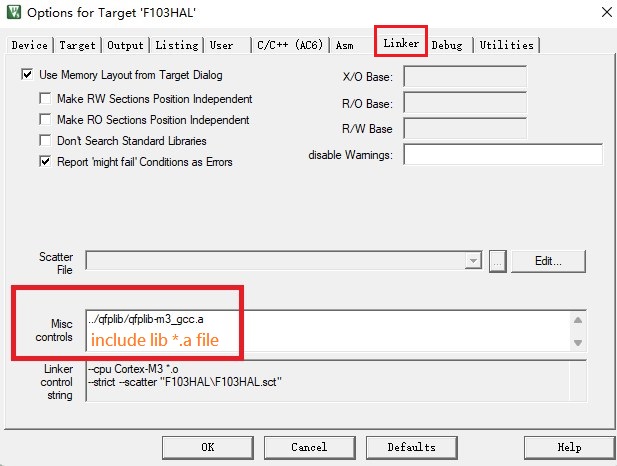 Options for Target 'F103HAL'
Device Target Output Listing User C/C++ (AC6) Asm Linker Debug Utilities
Use Memory Layout from Target Dialog
Make RW Sections Position Independent
Make RO Sections Position Independent
Don't Search Standard Libraries
Report 'might fail' Conditions as Errors
X/O Base:
R/O Base:
R/W Base
disable Warnings:
Scatter
File
...
Edit...
Misc
controls
../qfplib/qfplib-m3_gcc.a
include lib *.a file
Linker
control
string
--cpu Cortex-M3 *.o
--strict --scatter "F103HAL\F103HAL.sct"
OK Cancel Defaults Help